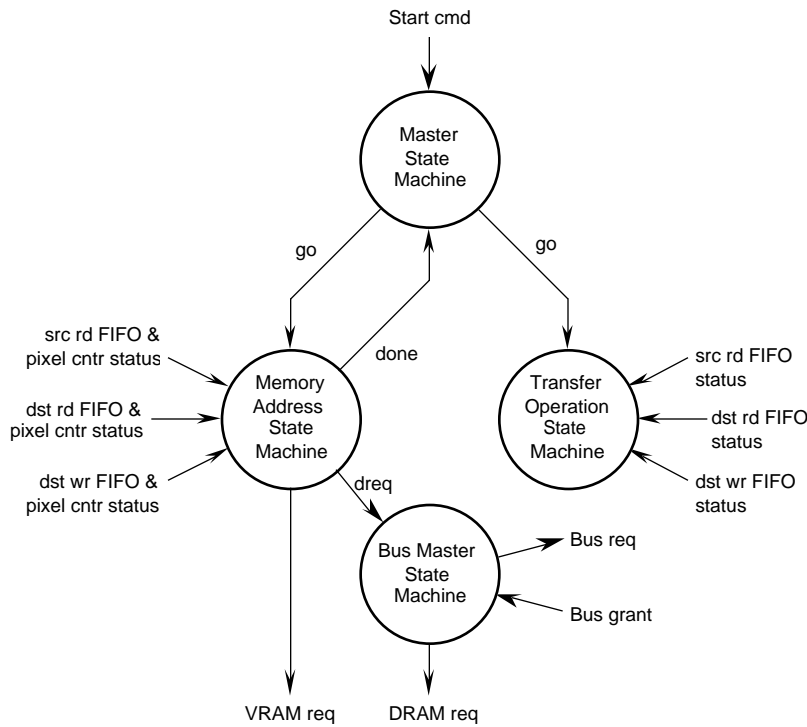 Start cmd
Master
State
Machine
go
go
done
src rd FIFO &
pixel cntr status
dst rd FIFO &
pixel cntr status
dst wr FIFO &
pixel cntr status
Memory
Address
State
Machine
Transfer
Operation
State
Machine
src rd FIFO
status
dst rd FIFO
status
dst wr FIFO
status
dreq
Bus Master
State
Machine
Bus req
Bus grant
VRAM req
DRAM req